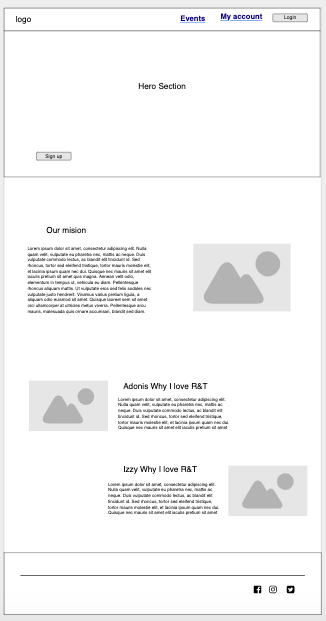 logo
Events
My account
Login
Hero Section
Sign up
Our mision
Lorem ipsum dolor sit amet, consectetur adipiscing elit.
Nulla quam velit, vulputate eu pharetra nec, mattis ac
neque. Duis vulputate commodo lectus, ac blandit elit tincidunt id. Sed
rhoncus, tortor sed eleifend tristique, tortor mauris molestie elit,
et lacinia ipsum quam nec dui. Quisque nec mauris sit amet elit
iaculis pretium sit amet quis magna. Aenean velit odio,
elementum in tempus ut, vehicula eu diam. Pellentesque
rhoncus aliquam mattis. Ut vulputate eros sed felis sodales nec
vulputate justo hendrerit. Vivamus varius pretium ligula, a
aliquam odio euismod sit amet. Quisque laoreet sem sit amet
orci ullamcorper at ultricies metus viverra. Pellentesque arcu
mauris, malesuada quis ornare accumsan, blandit sed diam.
Adonis Why I love R&T
Lorem ipsum dolor sit amet, consectetur adipiscing elit.
Nulla quam velit, vulputate eu pharetra nec, mattis ac
neque. Duis vulputate commodo lectus, ac blandit elit
tincidunt id. Sed rhoncus, tortor sed eleifend tristique,
tortor mauris molestie elit, et lacinia ipsum quam nec dui.
Quisque nec mauris sit amet elit iaculis pretium sit amet
Izzy Why I love R&T
Lorem ipsum dolor sit amet, consectetur adipiscing elit.
Nulla quam velit, vulputate eu pharetra nec, mattis ac
neque. Duis vulputate commodo lectus, ac blandit elit
tincidunt id. Sed rhoncus, tortor sed eleifend tristique,
tortor mauris molestie elit, et lacinia ipsum quam nec dui.
Quisque nec mauris sit amet elit iaculis pretium sit amet